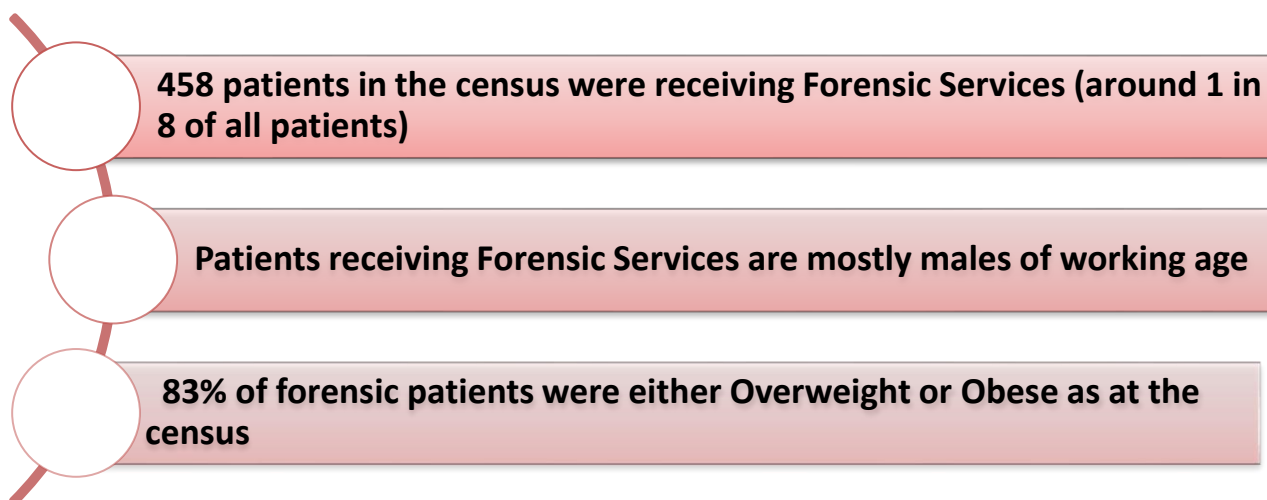 458 patients in the census were receiving Forensic Services (around 1 in
8 of all patients)
Patients receiving Forensic Services are mostly males of working age
83% of forensic patients were either Overweight or Obese as at the
census